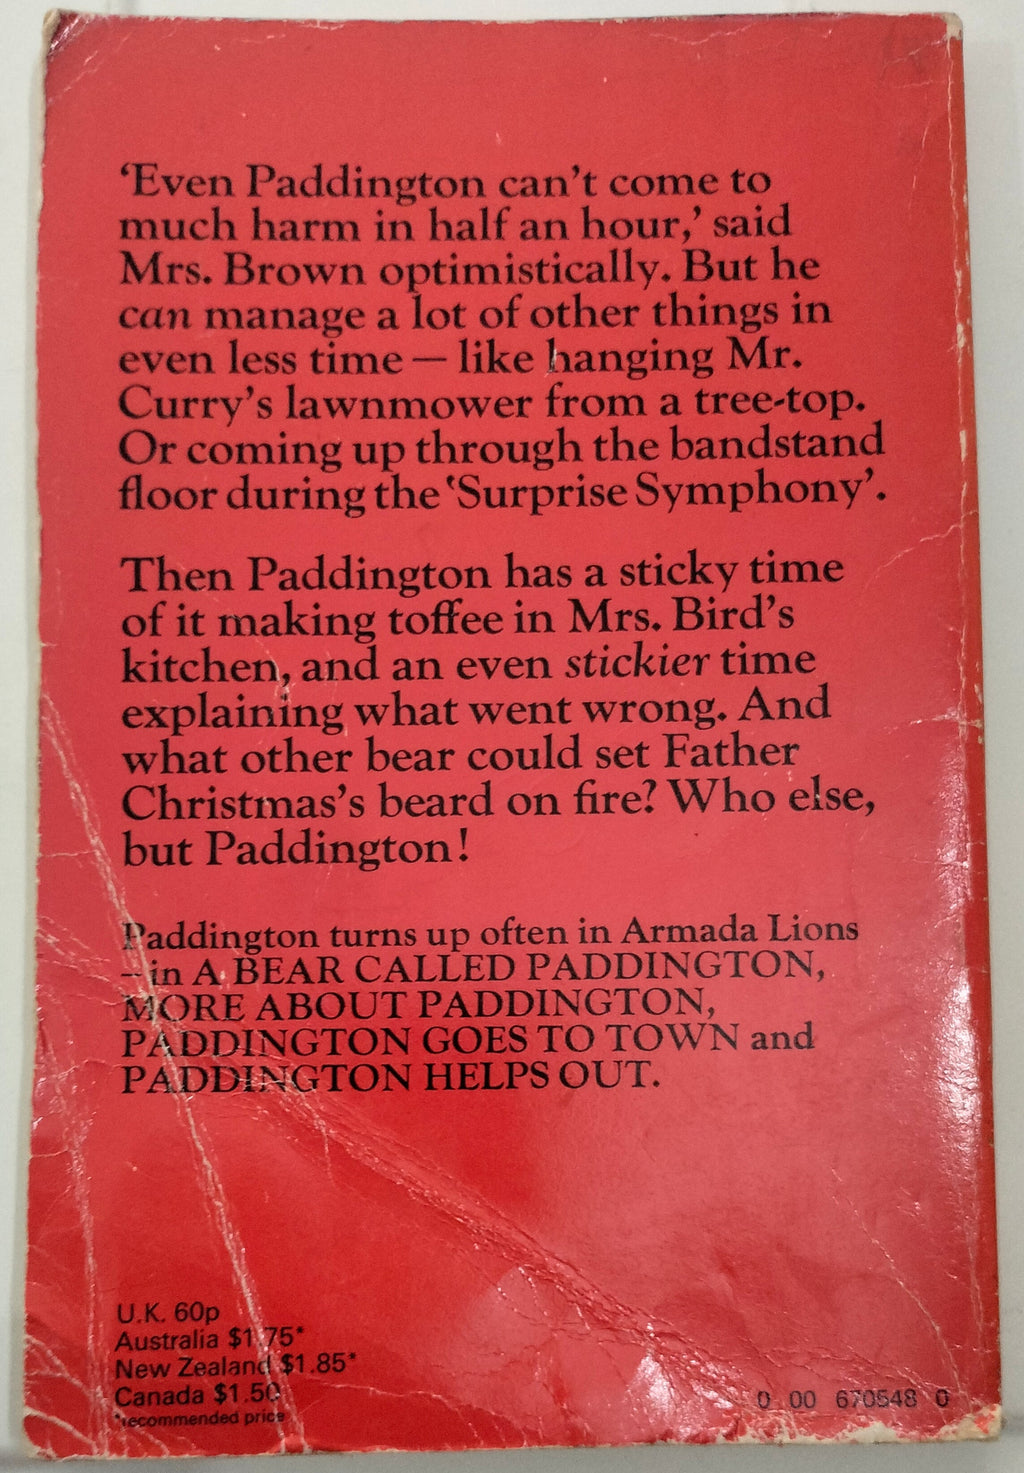 ‘Even Paddington can’t come to
much harm in half an hour,’ said
Mrs. Brown optimistically. But he
can manage a lot of other things in
even less time — like hanging Mr.
Curry’s lawnmower from a tree-top.
Or coming up through the bandstand
floor during the ‘Surprise Symphony’.
Then Paddington has a sticky time
of it making toffee in Mrs. Bird’s
kitchen, and an even stickier time
explaining what went wrong. And
what other bear could set Father
Christmas’s beard on fire? Who else,
but Paddington!
Paddington turns up often in Armada Lions
– in A BEAR CALLED PADDINGTON,
MORE ABOUT PADDINGTON,
PADDINGTON GOES TO TOWN and
PADDINGTON HELPS OUT.
U.K. 60p
Australia $1.75*
New Zealand $1.85*
Canada $1.50
*recommended price
0 00 670548 0